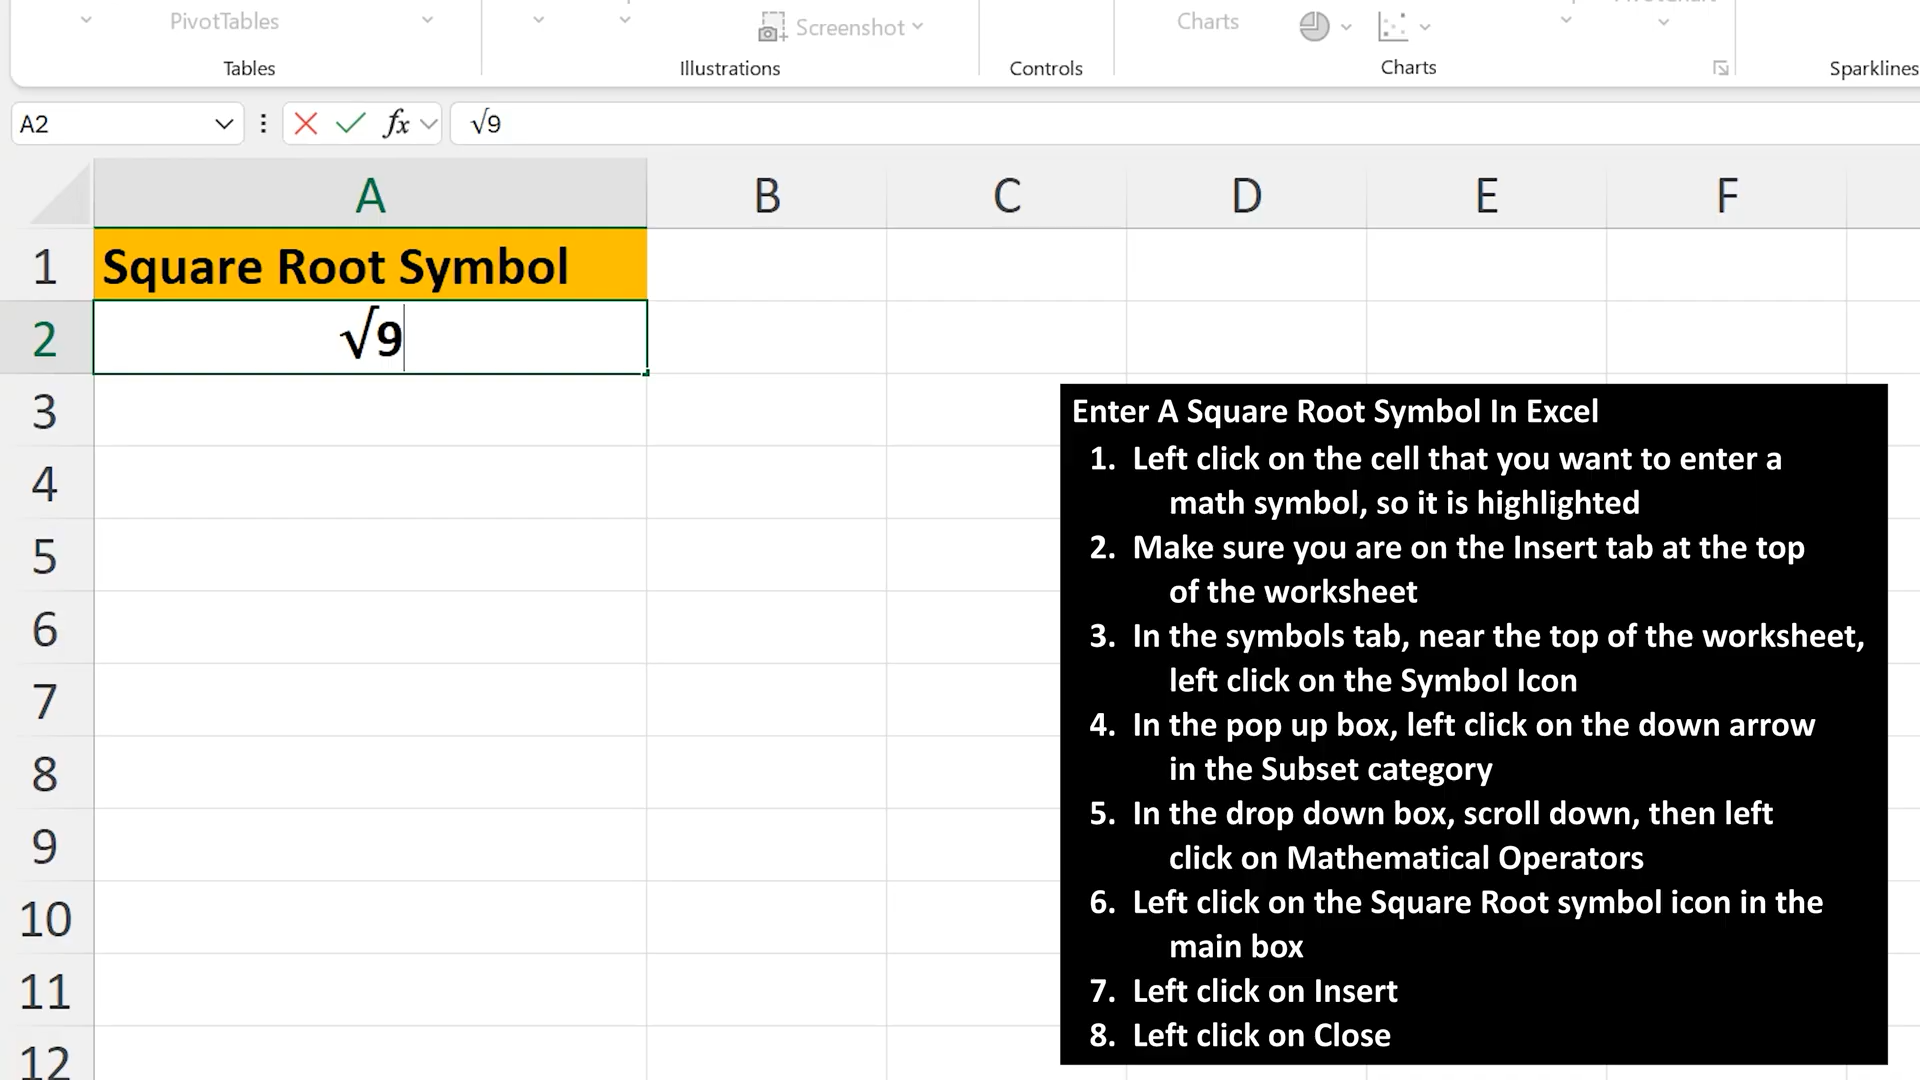 PivotTables
Screenshot
Charts
Tables
Illustrations
Controls
Charts
Sparklines
A2
fx
√9
A B C D E F
1 Square Root Symbol
2 √9
3
4
5
6
7
8
9
10
11
12
Enter A Square Root Symbol In Excel
1. Left click on the cell that you want to enter a
math symbol, so it is highlighted
2. Make sure you are on the Insert tab at the top
of the worksheet
3. In the symbols tab, near the top of the worksheet,
left click on the Symbol Icon
4. In the pop up box, left click on the down arrow
in the Subset category
5. In the drop down box, scroll down, then left
click on Mathematical Operators
6. Left click on the Square Root symbol icon in the
main box
7. Left click on Insert
8. Left click on Close